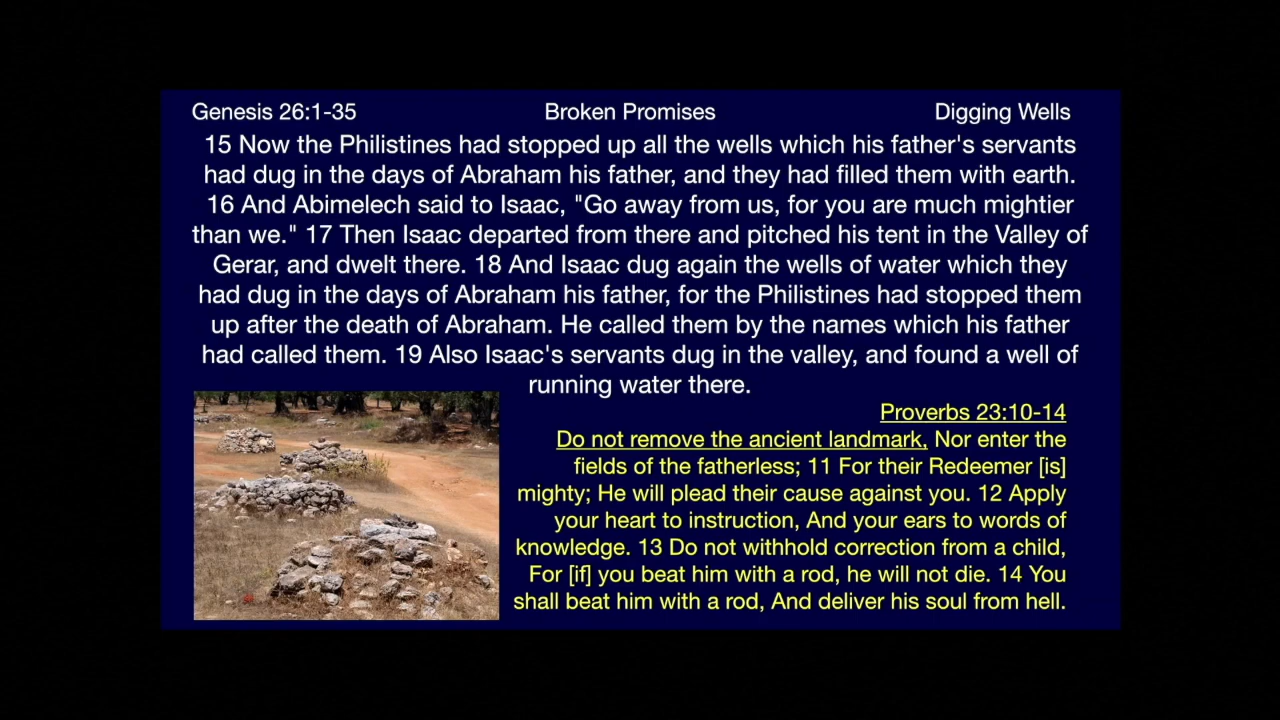 Genesis 26:1-35 Broken Promises Digging Wells
15 Now the Philistines had stopped up all the wells which his father's servants
had dug in the days of Abraham his father, and they had filled them with earth.
16 And Abimelech said to Isaac, "Go away from us, for you are much mightier
than we." 17 Then Isaac departed from there and pitched his tent in the Valley of
Gerar, and dwelt there. 18 And Isaac dug again the wells of water which they
had dug in the days of Abraham his father, for the Philistines had stopped them
up after the death of Abraham. He called them by the names which his father
had called them. 19 Also Isaac's servants dug in the valley, and found a well of
running water there.
Proverbs 23:10-14
Do not remove the ancient landmark, Nor enter the
fields of the fatherless; 11 For their Redeemer [is]
mighty; He will plead their cause against you. 12 Apply
your heart to instruction, And your ears to words of
knowledge. 13 Do not withhold correction from a child,
For [if] you beat him with a rod, he will not die. 14 You
shall beat him with a rod, And deliver his soul from hell.